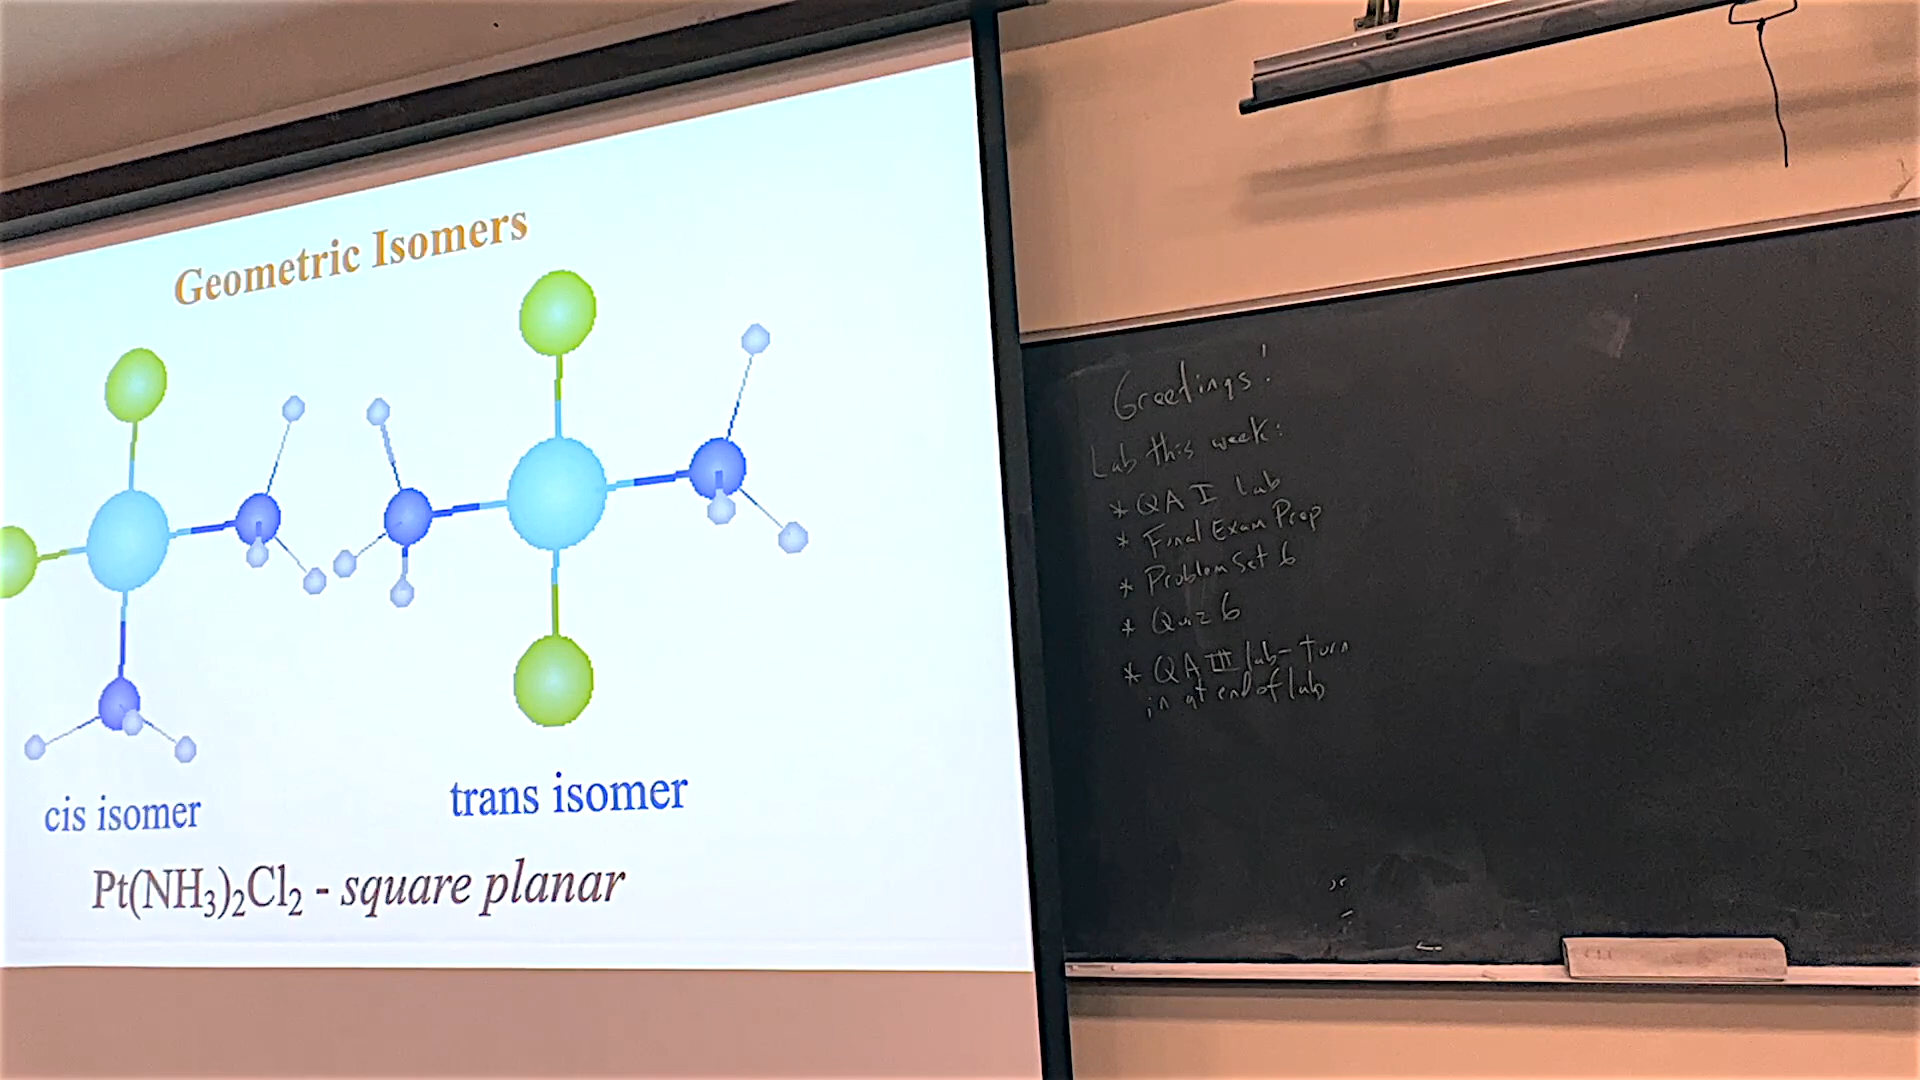 Geometric Isomers
cis isomer
trans isomer
Pt(NH₃)₂Cl₂ - square planar
Greetings!
Lab this week:
* QA I lab
* Final Exam Prep
* Problem Set 6
* Quiz 6
* QA III lab - turn
in at end of lab